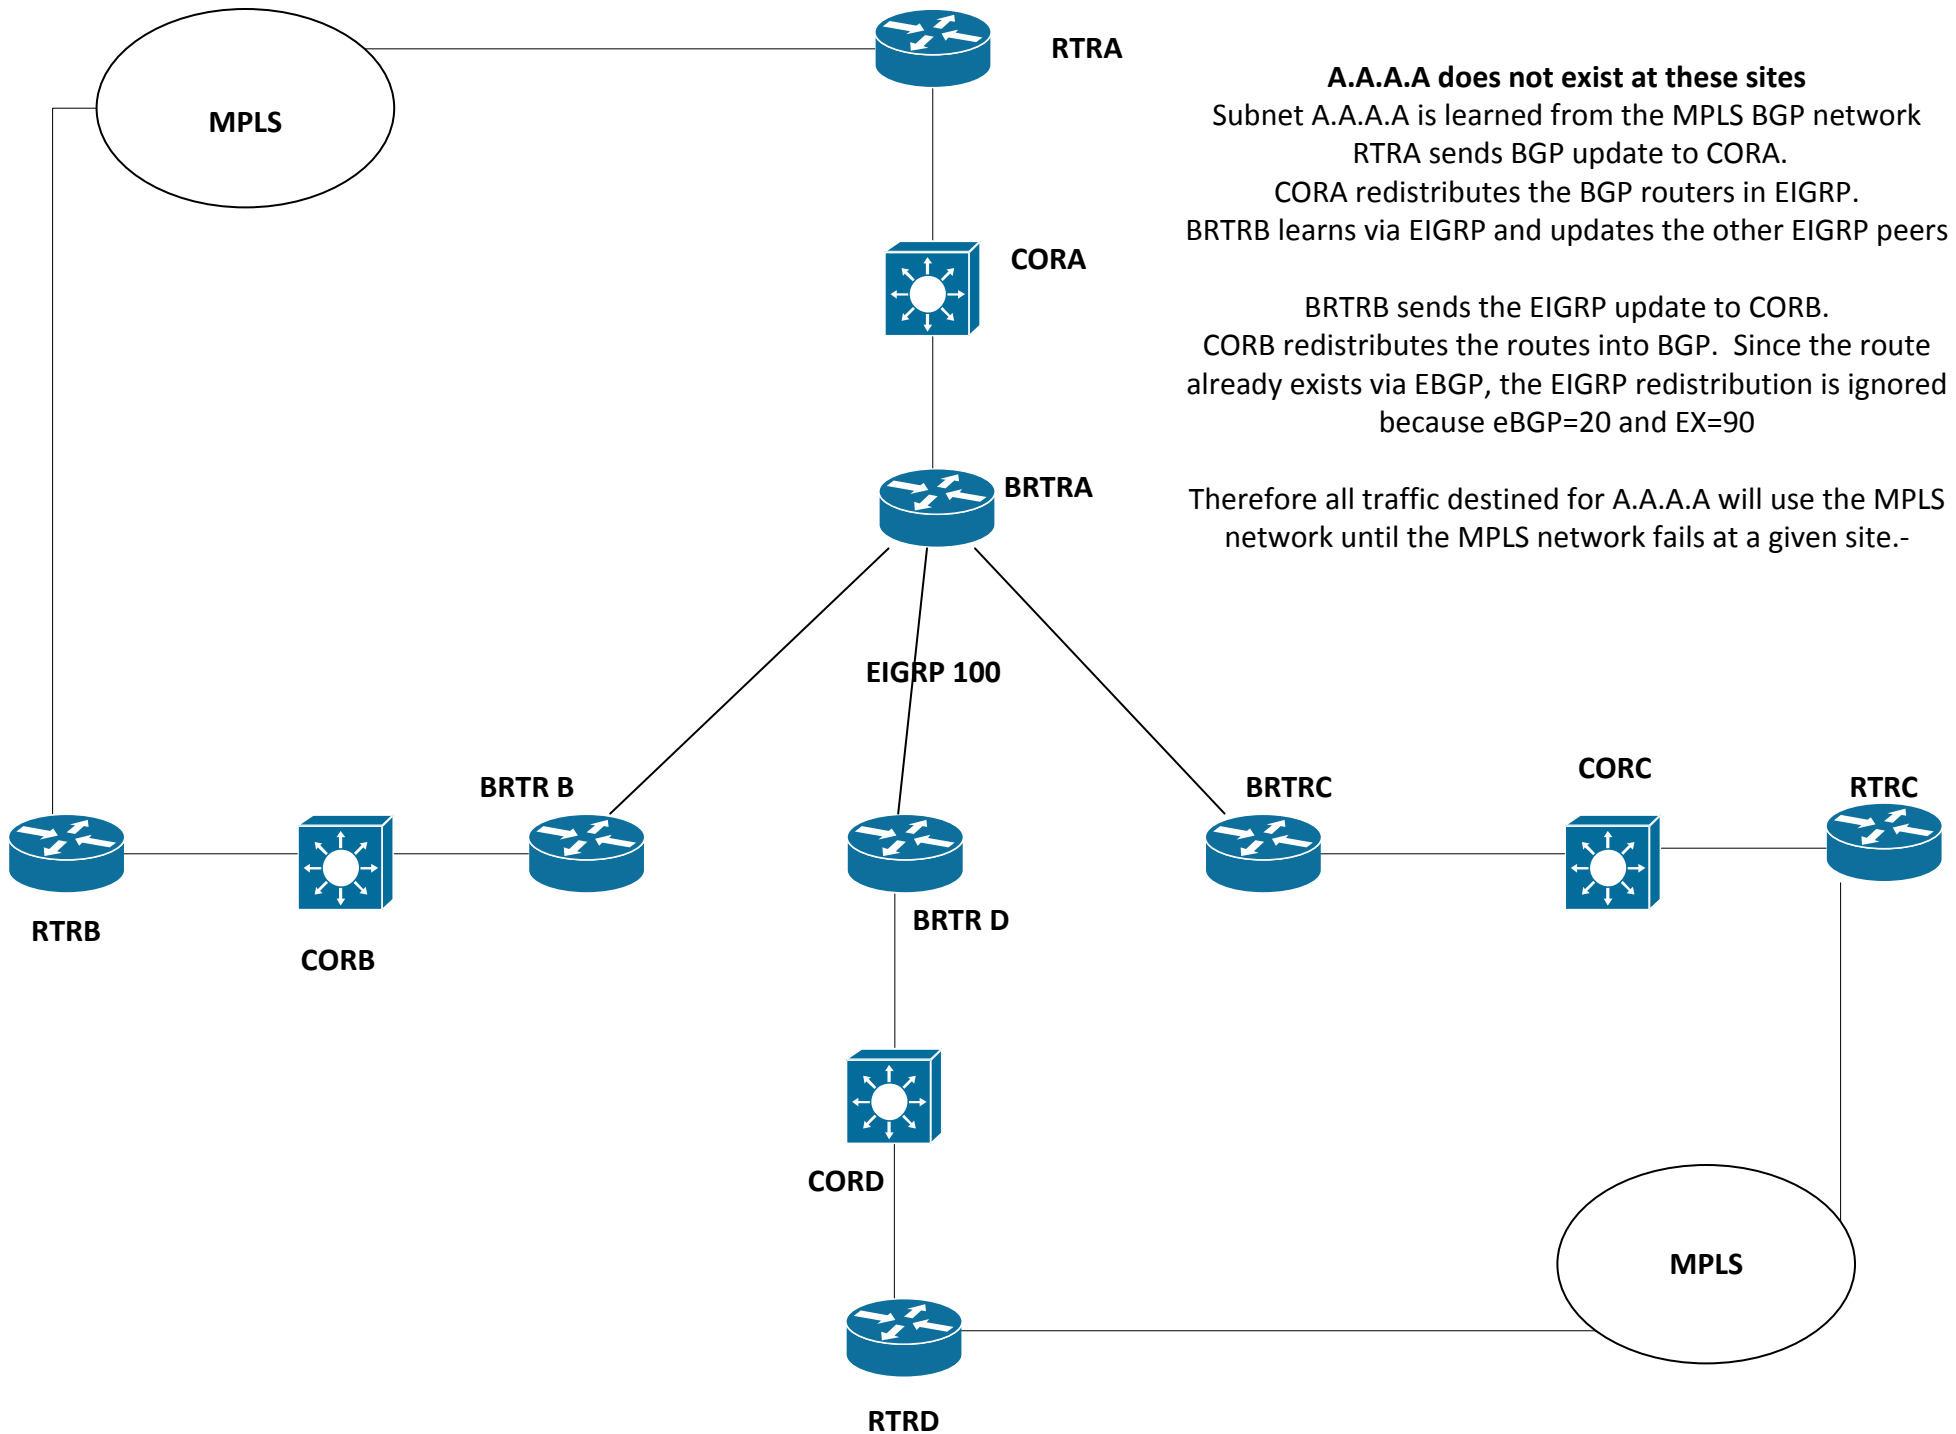 RTRA
MPLS
A.A.A.A does not exist at these sites
Subnet A.A.A.A is learned from the MPLS BGP network
RTRA sends BGP update to CORA.
CORA redistributes the BGP routers in EIGRP.
BRTRB learns via EIGRP and updates the other EIGRP peers
BRTRB sends the EIGRP update to CORB.
CORB redistributes the routes into BGP.  Since the route
already exists via EBGP, the EIGRP redistribution is ignored
because eBGP=20 and EX=90
Therefore all traffic destined for A.A.A.A will use the MPLS
network until the MPLS network fails at a given site.-
CORA
BRTRA
EIGRP 100
BRTR B
BRTRC
CORC
RTRC
RTRB
CORB
BRTR D
CORD
MPLS
RTRD